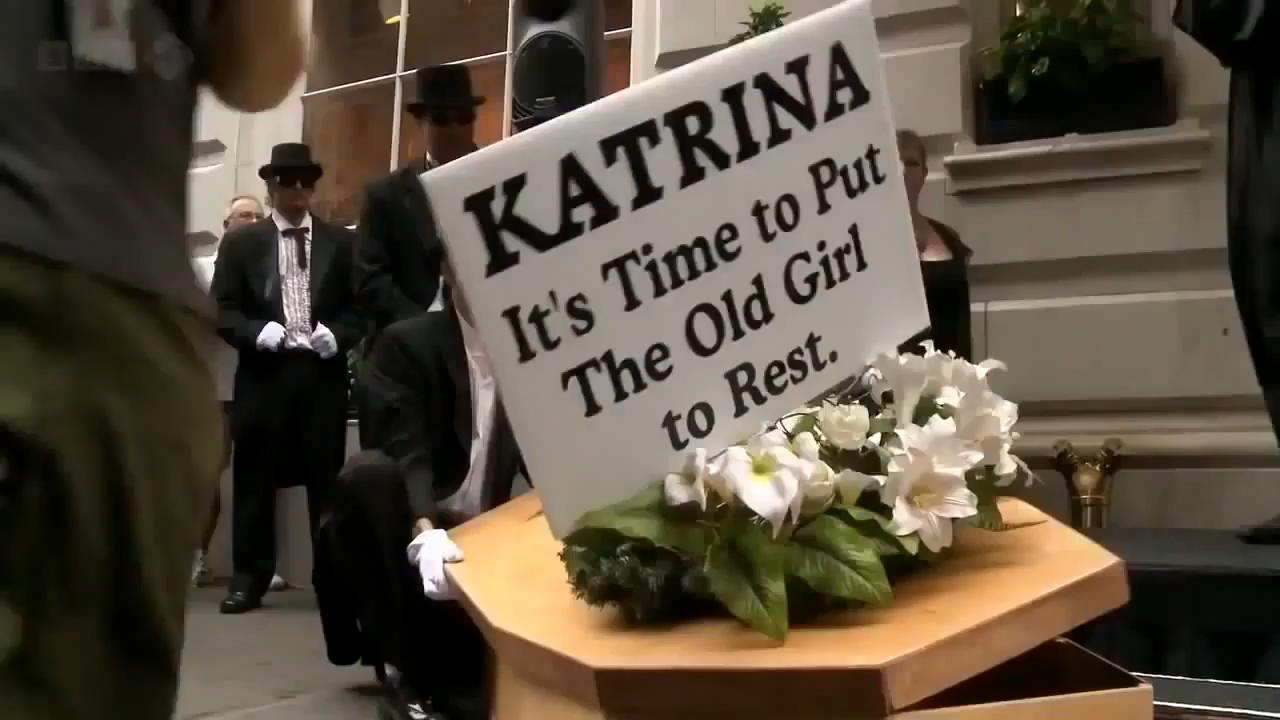 KATRINA
It's Time to Put
The Old Girl
to Rest.